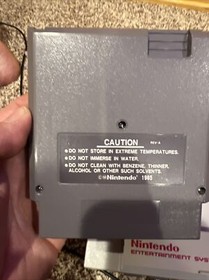 CAUTION REV-A
• DO NOT STORE IN EXTREME TEMPERATURES.
• DO NOT IMMERSE IN WATER.
• DO NOT CLEAN WITH BENZENE, THINNER,
ALCOHOL OR OTHER SUCH SOLVENTS.
©Nintendo 1985
Nintendo
ENTERTAINMENT SYS